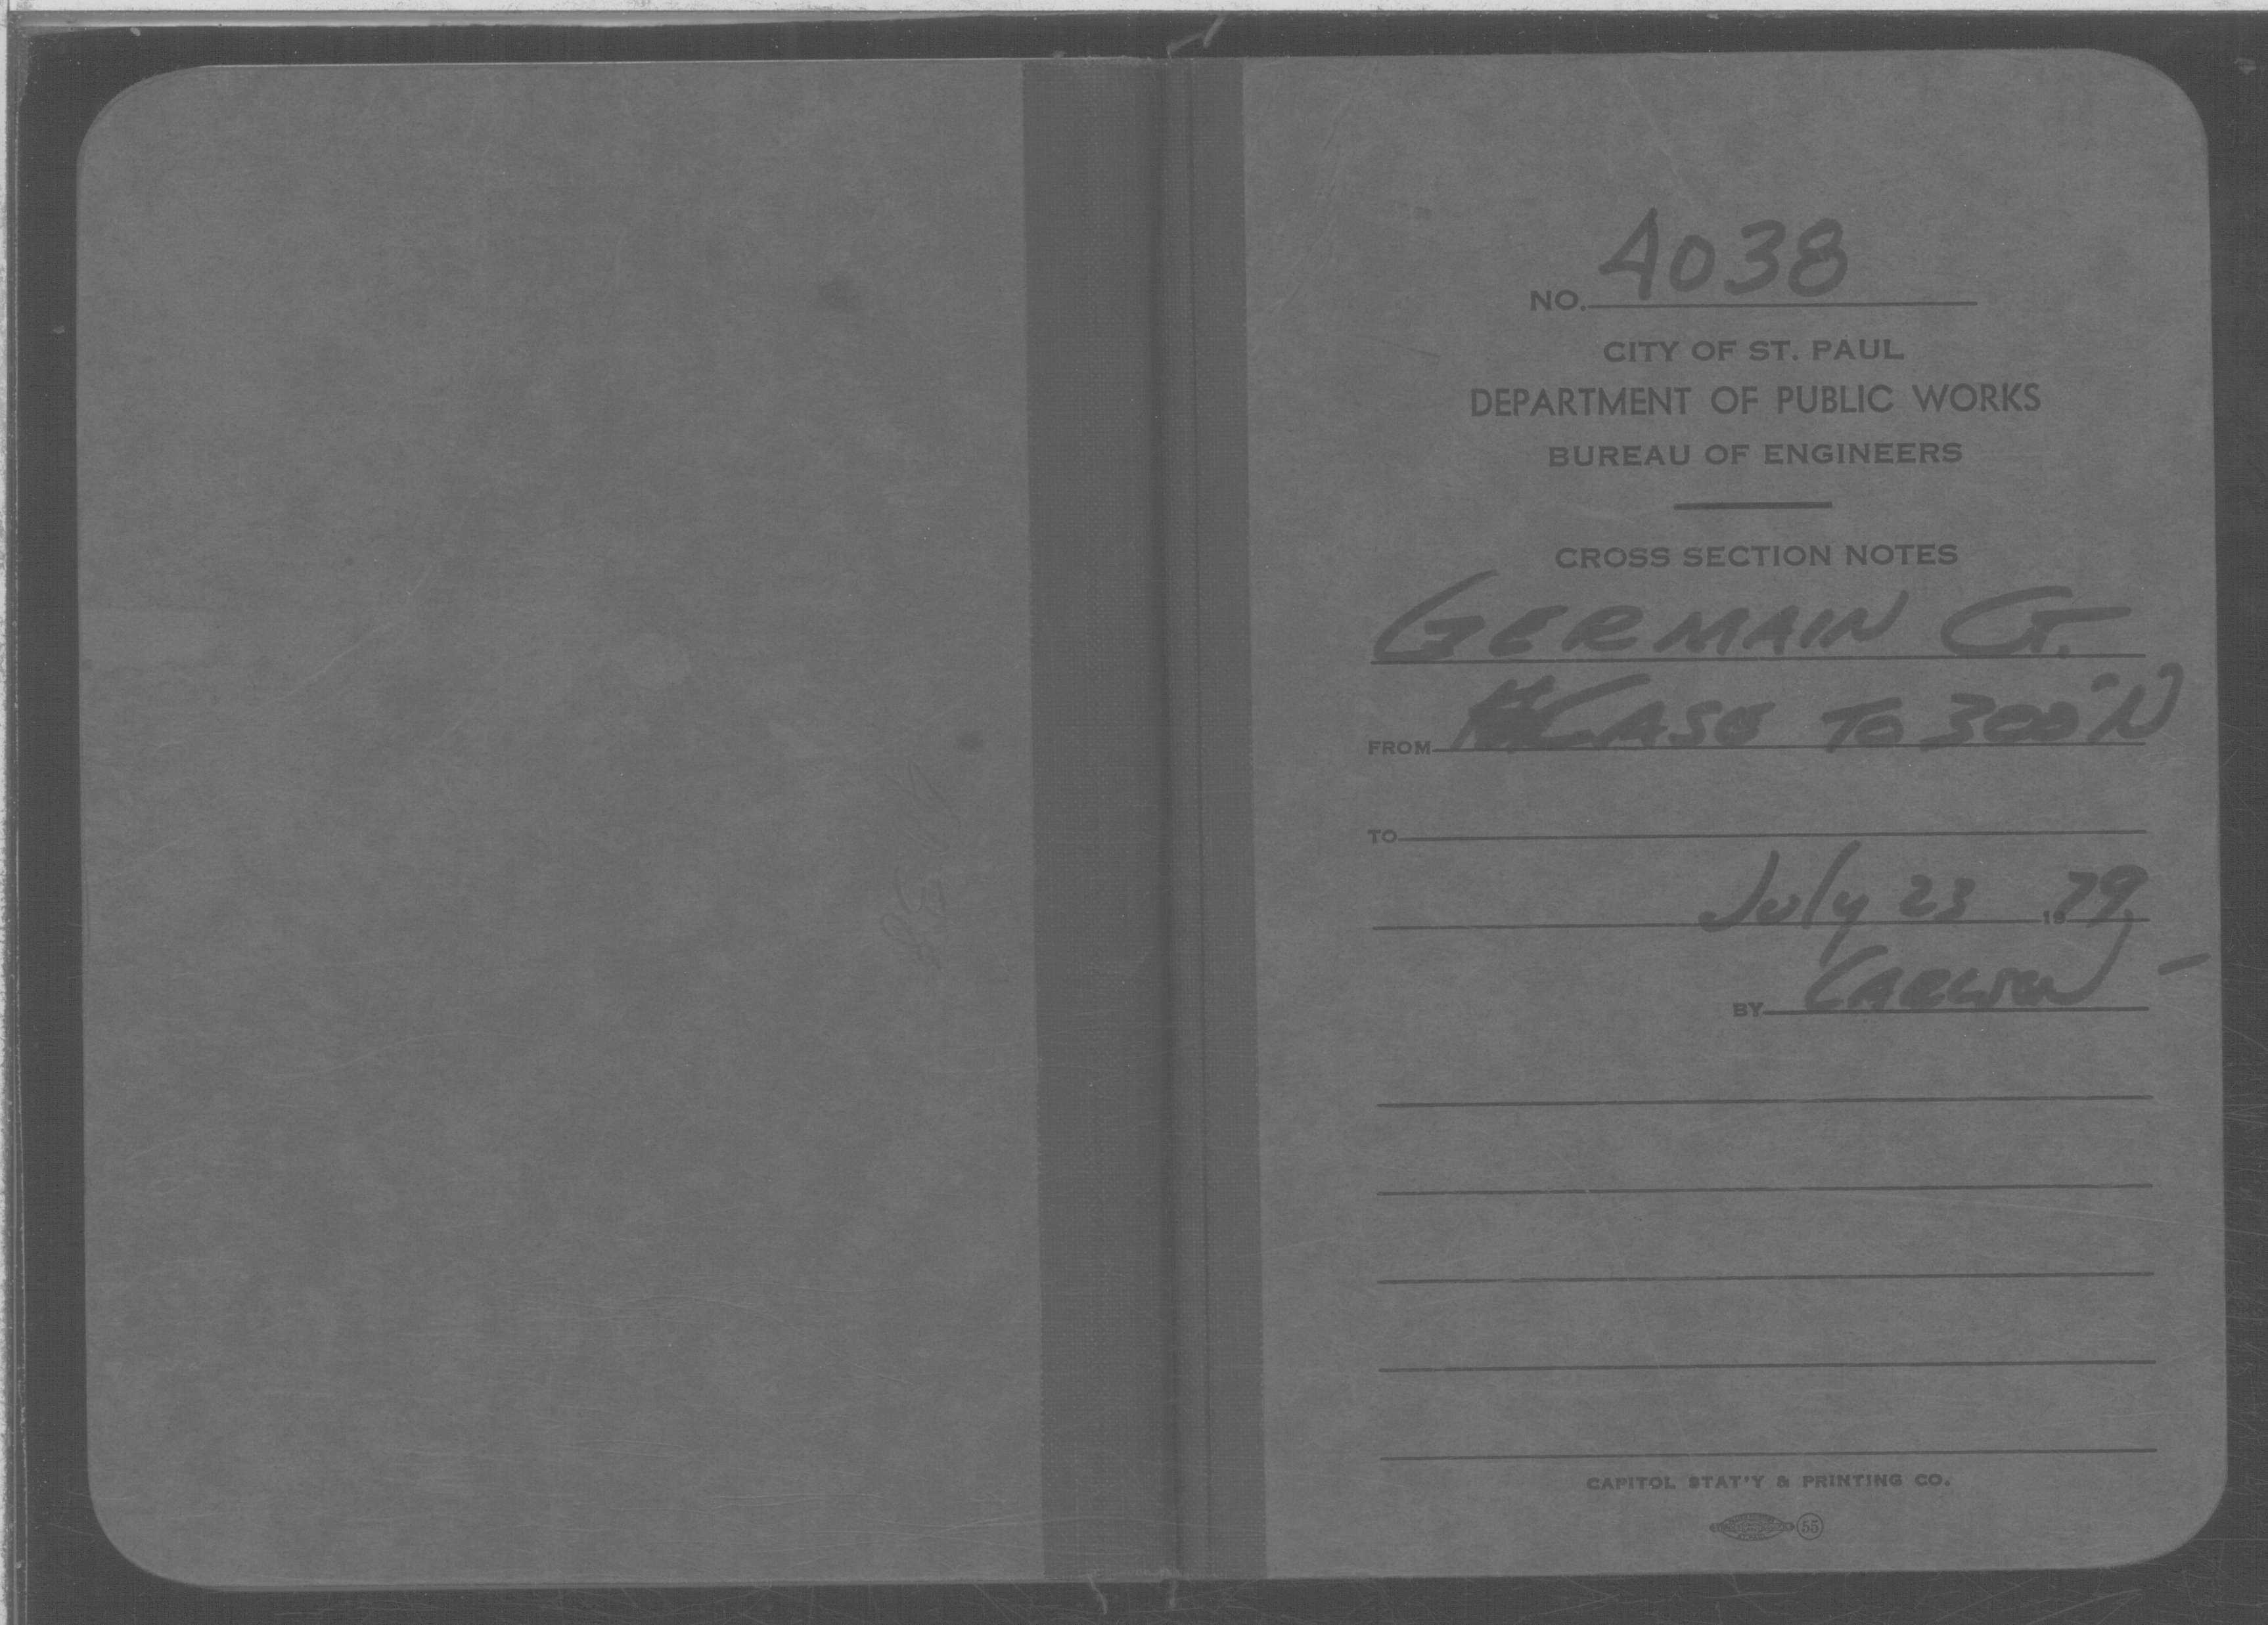 NO. 4038
CITY OF ST. PAUL
DEPARTMENT OF PUBLIC WORKS
BUREAU OF ENGINEERS
CROSS SECTION NOTES
GERMAIN CT.
FROM CASE TO 300' N
TO
July 23 1979
BY CARLSON
CAPITOL STAT'Y & PRINTING CO.
55